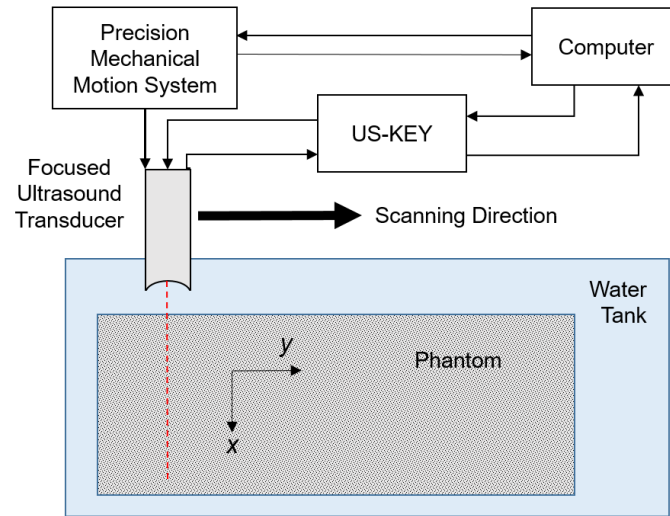 Precision
Mechanical
Motion System
Computer
US-KEY
Focused
Ultrasound
Transducer
Scanning Direction
Water
Tank
Phantom
y
x